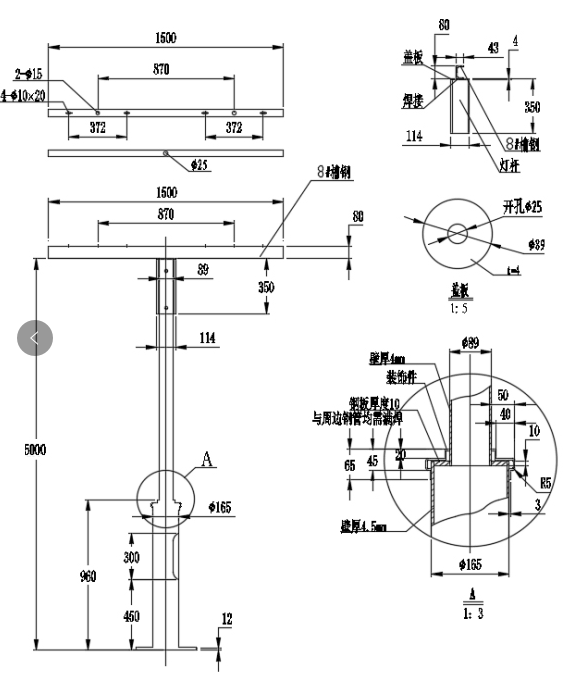 1500
870
2-Φ15
4-Φ10×20
372
372
Φ25
80
43
4
盖板
焊接
350
114
8#槽钢
灯杆
8#槽钢
1500
870
80
89
350
114
5000
A
Φ165
300
960
450
12
开孔Φ25
Φ89
t=4
盖板
1:5
Φ89
壁厚4mm
装饰件
钢板厚度10
与周边钢管均需满焊
50
40
10
20
45
65
R5
3
壁厚4.5mm
Φ165
A
1:3